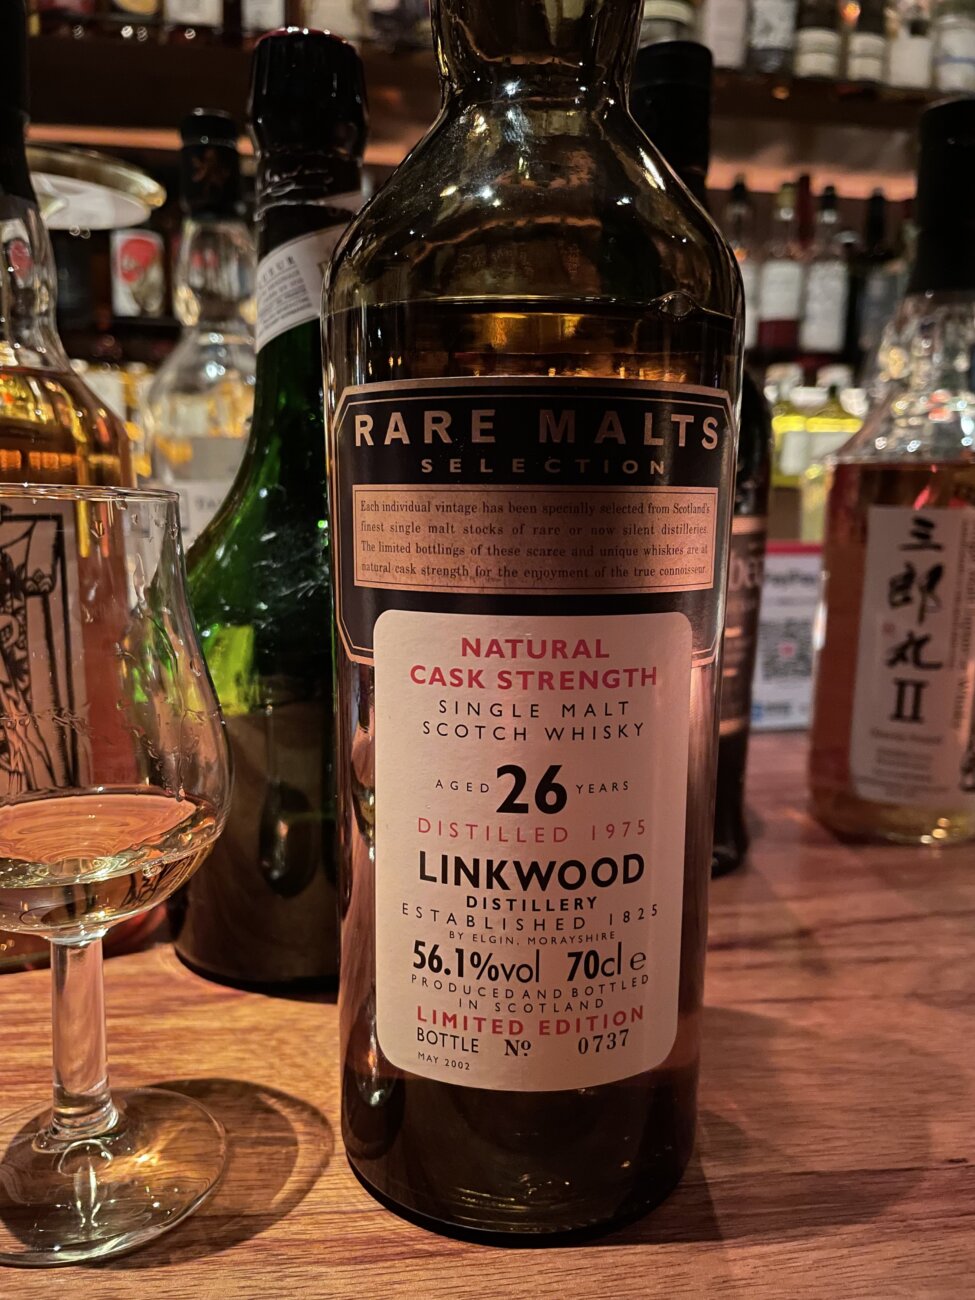 RARE MALTS
SELECTION
Each individual vintage has been specially selected from Scotland's
finest single malt stocks of rare or now silent distilleries.
The limited bottlings of these scarce and unique whiskies are at
natural cask strength for the enjoyment of the true connoisseur.
NATURAL
CASK STRENGTH
SINGLE MALT
SCOTCH WHISKY
AGED 26 YEARS
DISTILLED 1975
LINKWOOD
DISTILLERY
ESTABLISHED 1825
BY ELGIN, MORAYSHIRE
56.1%vol 70cl e
PRODUCED AND BOTTLED
IN SCOTLAND
LIMITED EDITION
BOTTLE Nº 0737
MAY 2002
三郎丸
II